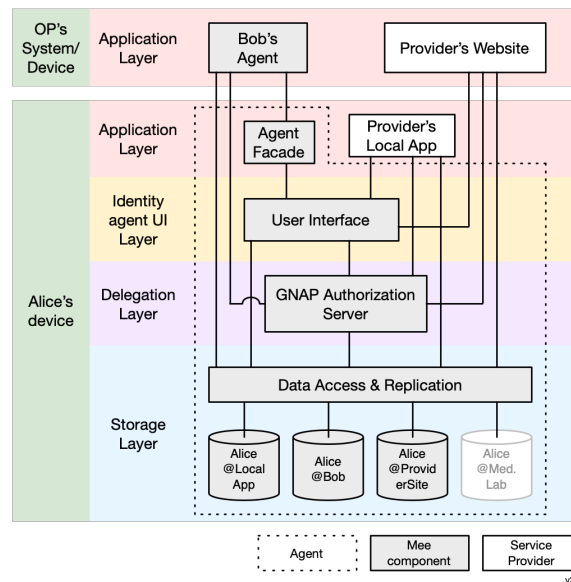 OP's
System/
Device
Application
Layer
Bob's
Agent
Provider's Website
Alice's
device
Application
Layer
Agent
Facade
Provider's
Local App
Identity
agent UI
Layer
User Interface
Delegation
Layer
GNAP Authorization
Server
Storage
Layer
Data Access & Replication
Alice
@Local
App
Alice
@Bob
Alice
@Provid
erSite
Alice
@Med.
Lab
Agent
Mee
component
Service
Provider